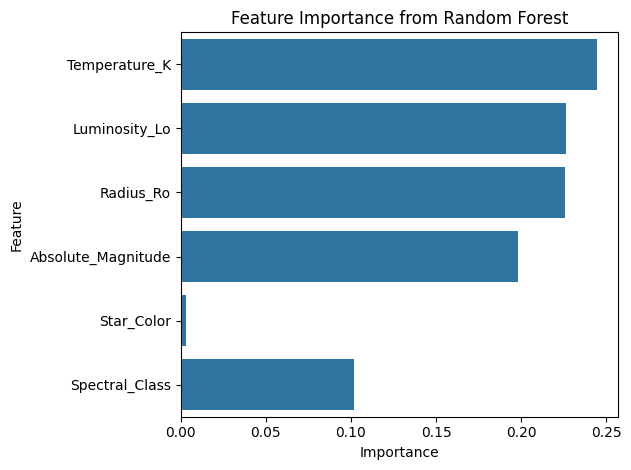 Feature Importance from Random Forest
Temperature_K
Luminosity_Lo
Radius_Ro
Absolute_Magnitude
Star_Color
Spectral_Class
Feature
0.00 0.05 0.10 0.15 0.20 0.25
Importance